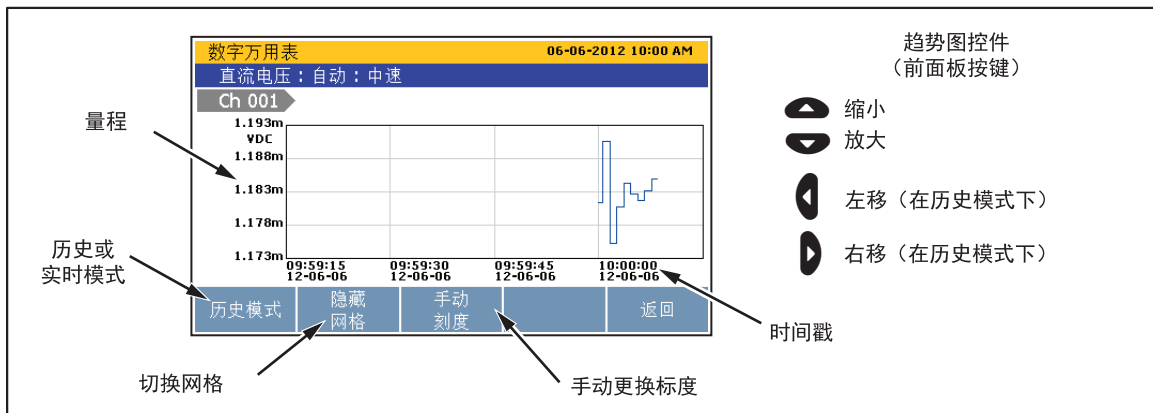 数字万用表 06-06-2012 10:00 AM
直流电压：自动：中速
Ch 001
1.193m
VDC
1.188m
1.183m
1.178m
1.173m
09:59:15 09:59:30 09:59:45 10:00:00
12-06-06 12-06-06 12-06-06 12-06-06
历史模式
隐藏
网格
手动
刻度
返回
量程
历史或
实时模式
切换网格
手动更换标度
时间戳
趋势图控件
（前面板按键）
缩小
放大
左移（在历史模式下）
右移（在历史模式下）